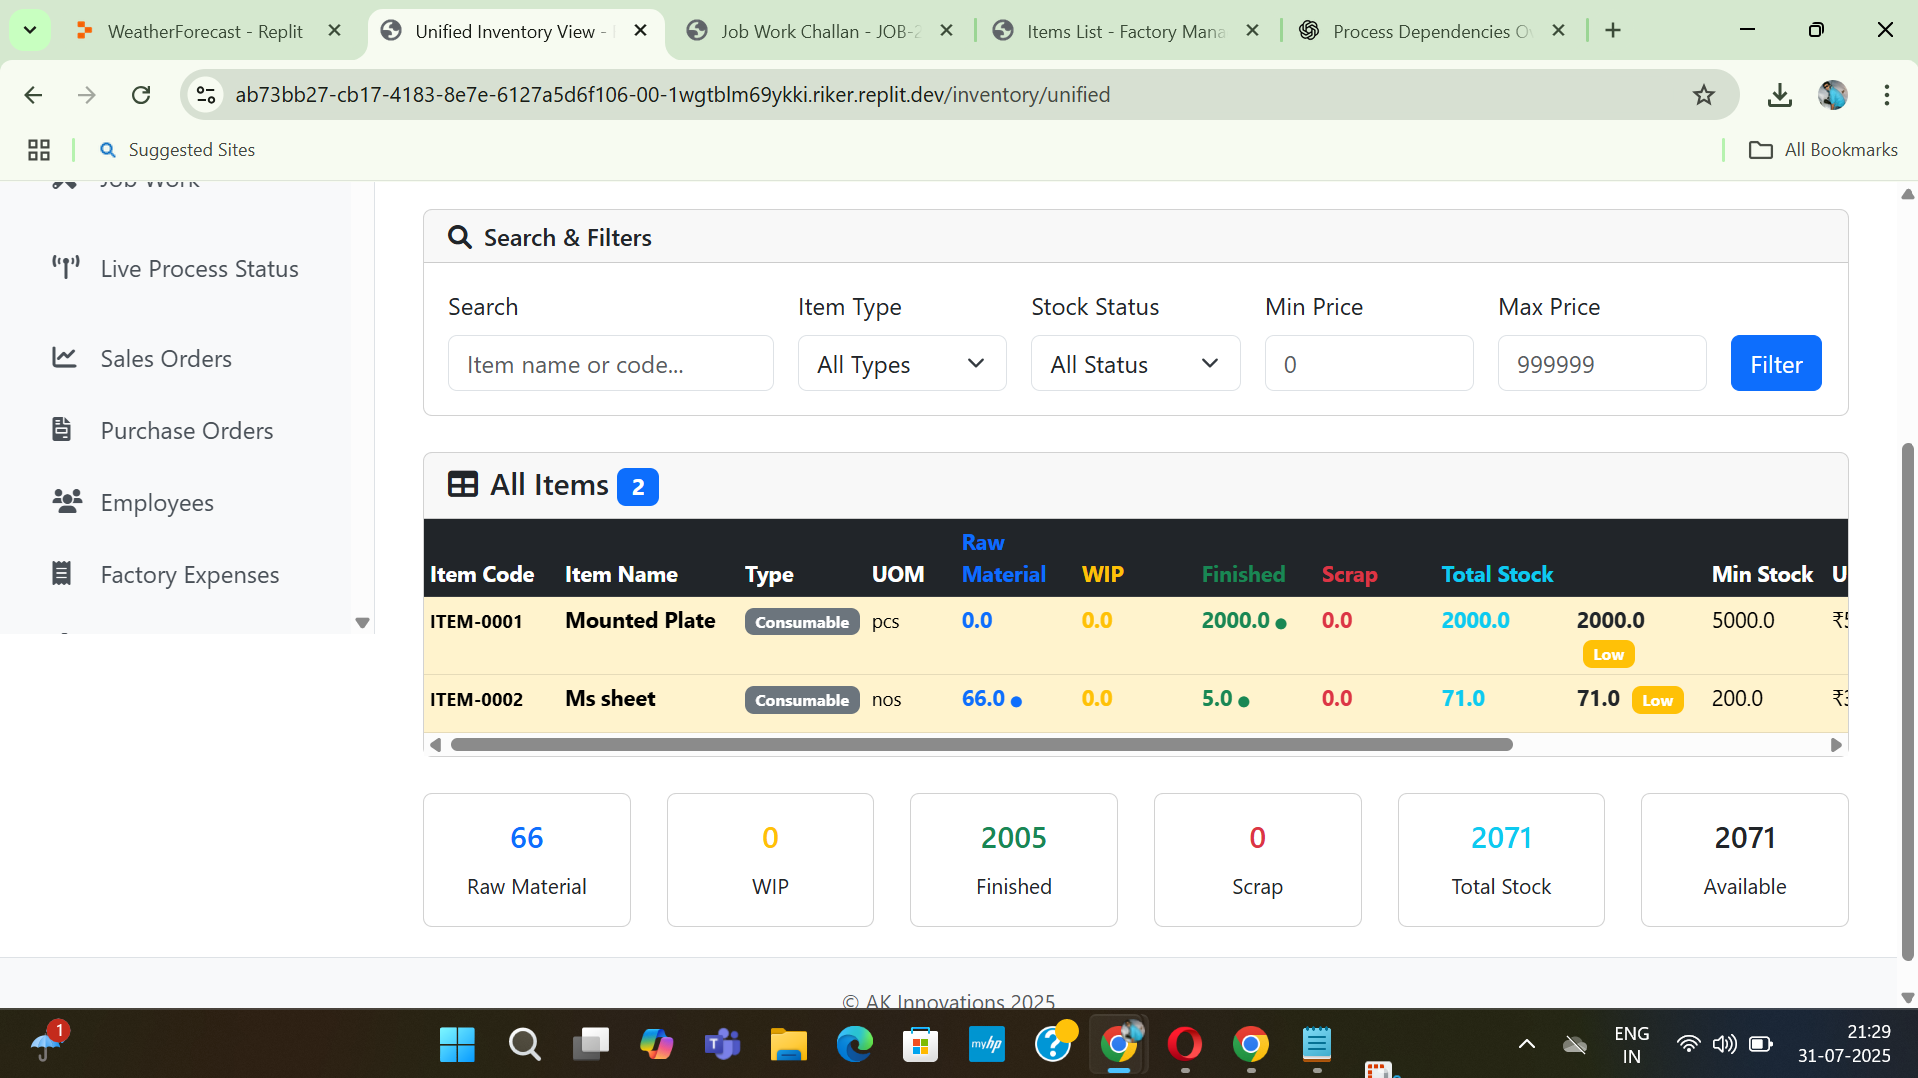 WeatherForecast - Replit
Unified Inventory View -
Job Work Challan - JOB-2
Items List - Factory Mana
Process Dependencies Ov
ab73bb27-cb17-4183-8e7e-6127a5d6f106-00-1wgtblm69ykki.riker.replit.dev/inventory/unified
Suggested Sites
All Bookmarks
Job Work
Live Process Status
Sales Orders
Purchase Orders
Employees
Factory Expenses
Search & Filters
Search
Item Type
Stock Status
Min Price
Max Price
Item name or code...
All Types
All Status
0
999999
Filter
All Items 2
Item Code Item Name Type UOM Raw Material WIP Finished Scrap Total Stock Min Stock U
ITEM-0001 Mounted Plate Consumable pcs 0.0 0.0 2000.0 0.0 2000.0 2000.0 Low 5000.0 ₹5
ITEM-0002 Ms sheet Consumable nos 66.0 0.0 5.0 0.0 71.0 71.0 Low 200.0 ₹3
66
Raw Material
0
WIP
2005
Finished
0
Scrap
2071
Total Stock
2071
Available
© AK Innovations 2025
1
myhp
ENG
IN
21:29
31-07-2025